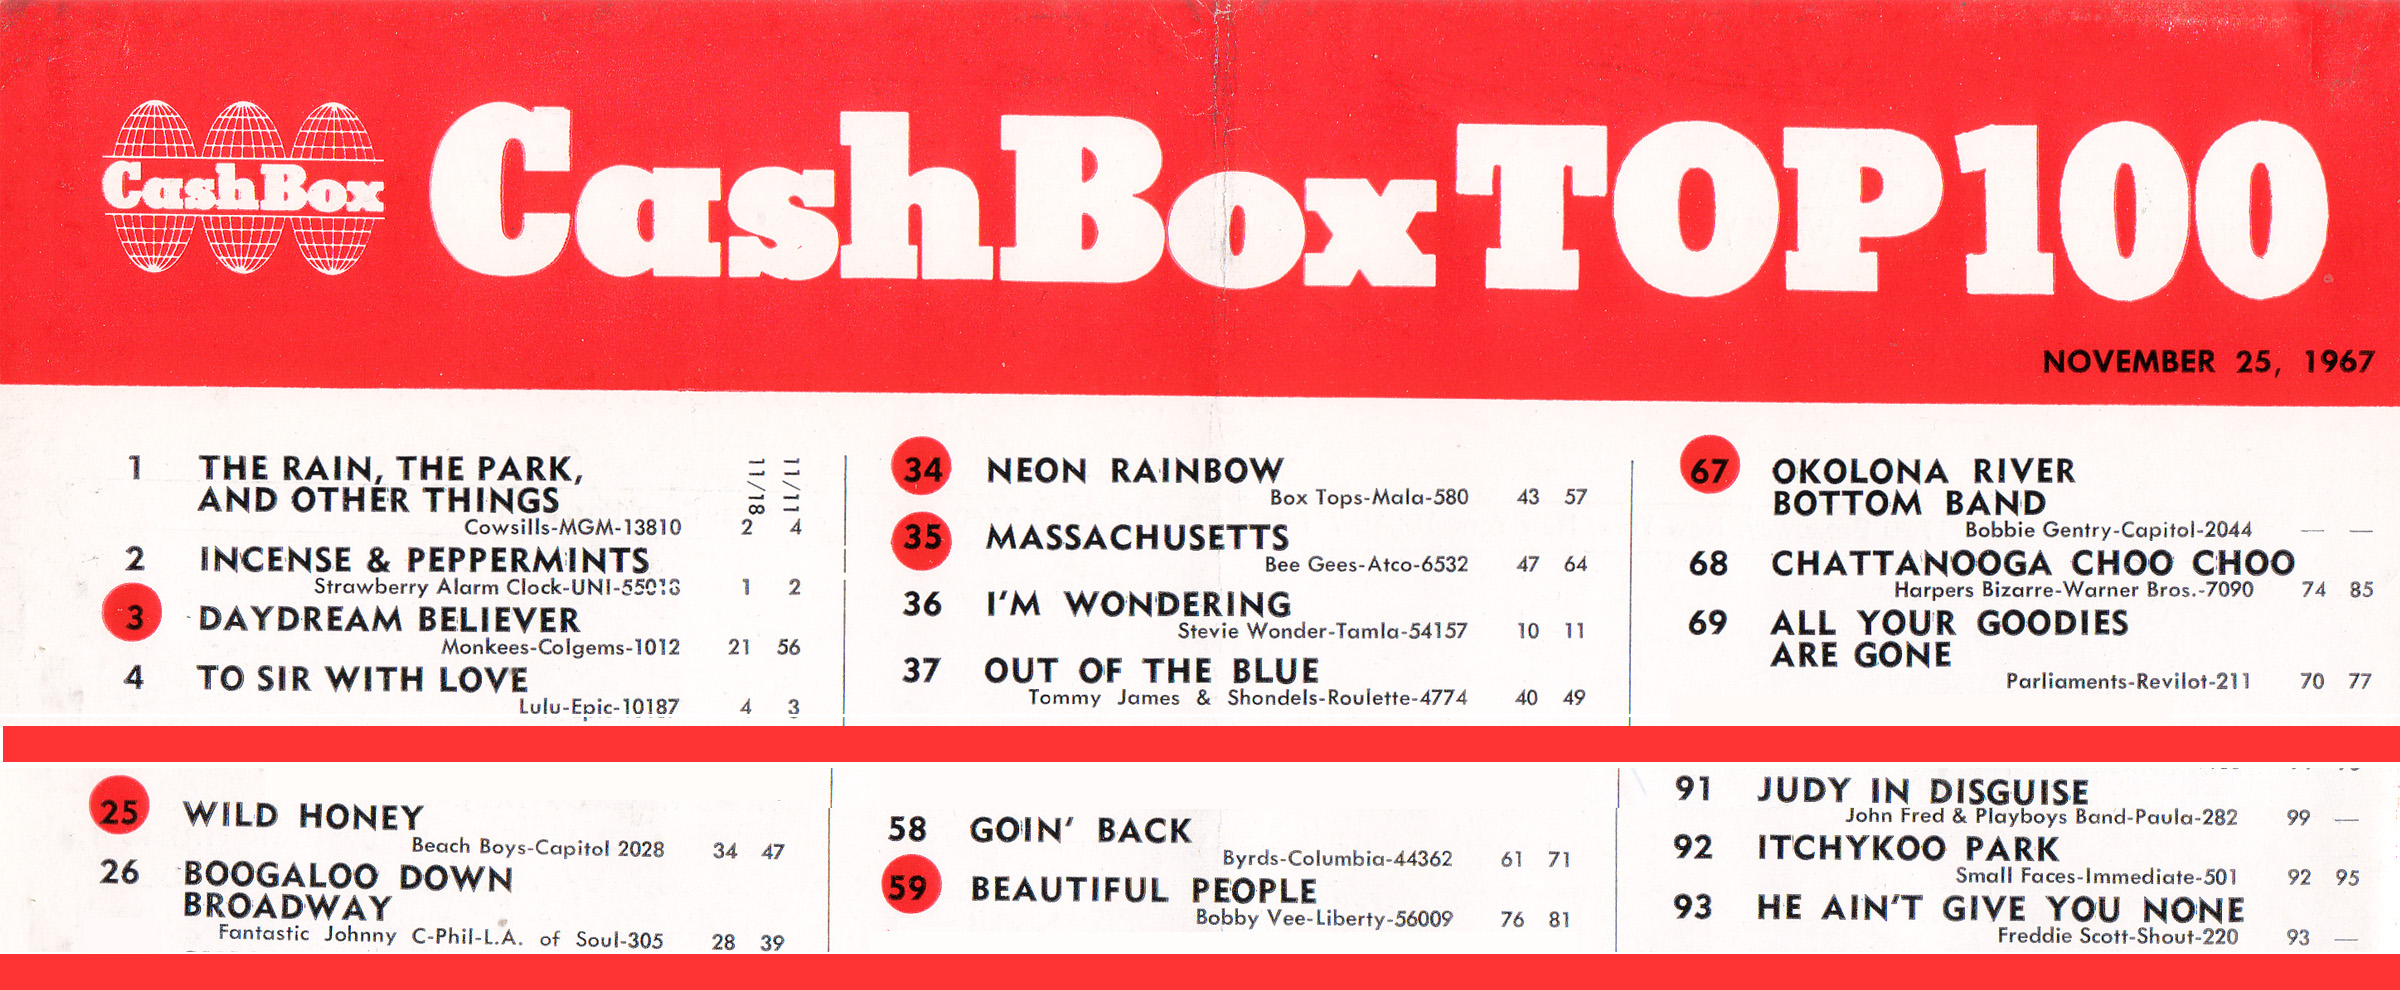 CashBox
CashBox TOP 100
NOVEMBER 25, 1967
11/18 11/11
1 THE RAIN, THE PARK,
AND OTHER THINGS
Cowsills-MGM-13810 2 4
2 INCENSE & PEPPERMINTS
Strawberry Alarm Clock-UNI-55018 1 2
3 DAYDREAM BELIEVER
Monkees-Colgems-1012 21 56
4 TO SIR WITH LOVE
Lulu-Epic-10187 4 3
34 NEON RAINBOW
Box Tops-Mala-580 43 57
35 MASSACHUSETTS
Bee Gees-Atco-6532 47 64
36 I'M WONDERING
Stevie Wonder-Tamla-54157 10 11
37 OUT OF THE BLUE
Tommy James & Shondels-Roulette-4774 40 49
67 OKOLONA RIVER
BOTTOM BAND
Bobbie Gentry-Capitol-2044 — —
68 CHATTANOOGA CHOO CHOO
Harpers Bizarre-Warner Bros.-7090 74 85
69 ALL YOUR GOODIES
ARE GONE
Parliaments-Revilot-211 70 77
25 WILD HONEY
Beach Boys-Capitol 2028 34 47
26 BOOGALOO DOWN
BROADWAY
Fantastic Johnny C-Phil-L.A. of Soul-305 28 39
58 GOIN' BACK
Byrds-Columbia-44362 61 71
59 BEAUTIFUL PEOPLE
Bobby Vee-Liberty-56009 76 81
91 JUDY IN DISGUISE
John Fred & Playboys Band-Paula-282 99 —
92 ITCHYKOO PARK
Small Faces-Immediate-501 92 95
93 HE AIN'T GIVE YOU NONE
Freddie Scott-Shout-220 93 —